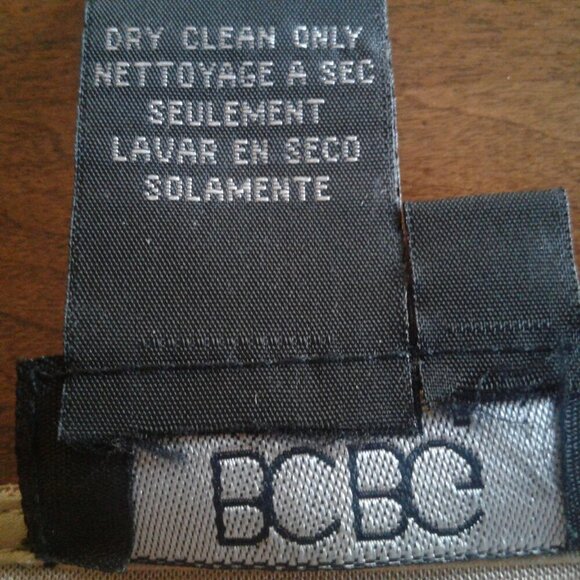 DRY CLEAN ONLY
NETTOYAGE A SEC
SEULEMENT
LAVAR EN SECO
SOLAMENTE
BCBG